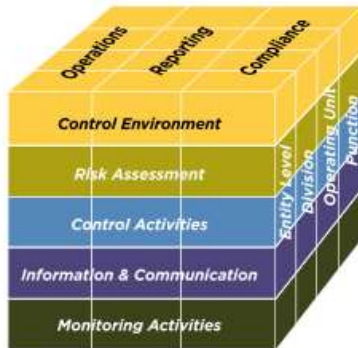 Operations
Reporting
Compliance
Control Environment
Risk Assessment
Control Activities
Information & Communication
Monitoring Activities
Entity Level
Division
Operating Unit
Function